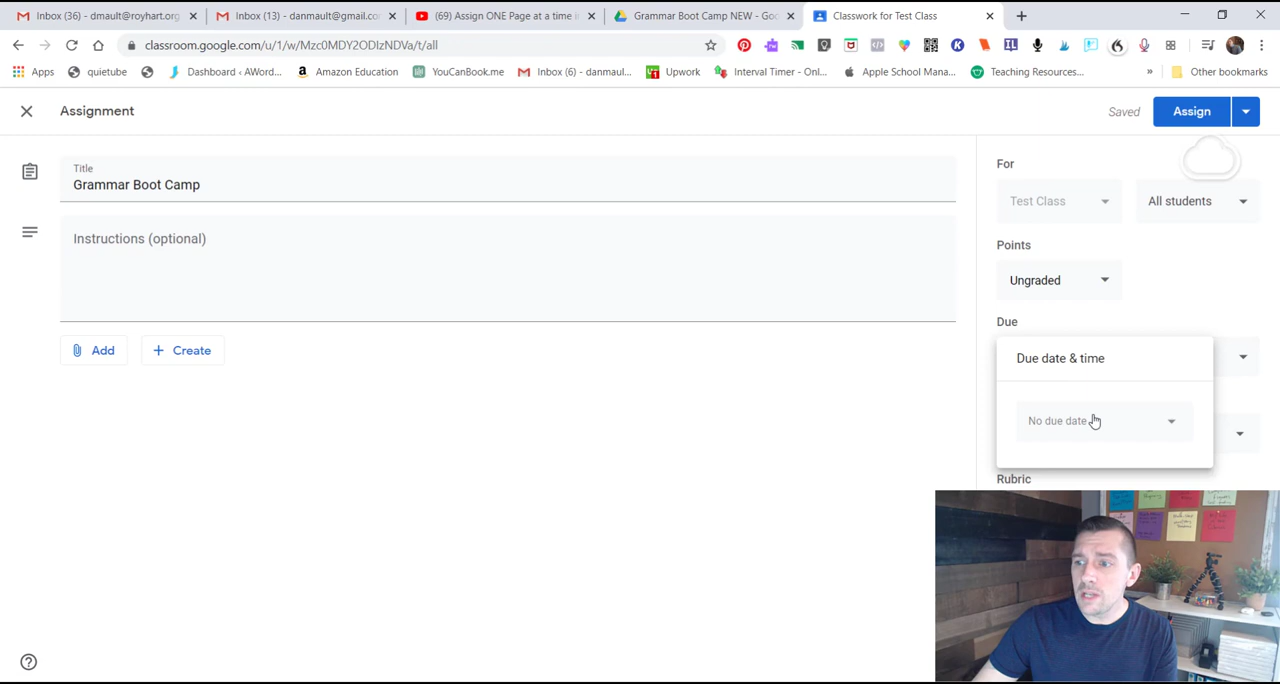 Inbox (36) - dmault@royhart.org
Inbox (13) - danmault@gmail.co
(69) Assign ONE Page at a time i
Grammar Boot Camp NEW - Goo
Classwork for Test Class
classroom.google.com/u/1/w/Mzc0MDY2ODIzNDVa/t/all
Apps
quietube
Dashboard ‹ AWord...
Amazon Education
YouCanBook.me
Inbox (6) - danmaul...
Upwork
Interval Timer - Onl...
Apple School Mana...
Teaching Resources...
»
Other bookmarks
Assignment
Saved
Assign
Title
Grammar Boot Camp
Instructions (optional)
Add
Create
For
Test Class
All students
Points
Ungraded
Due
Due date & time
No due date
Rubric